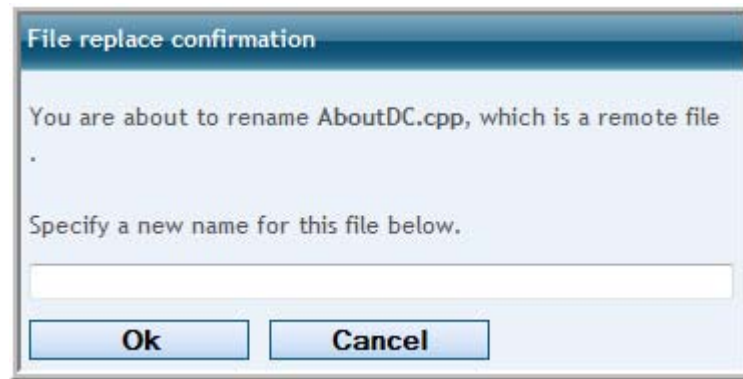 File replace confirmation
You are about to rename AboutDC.cpp, which is a remote file
.
Specify a new name for this file below.
Ok
Cancel